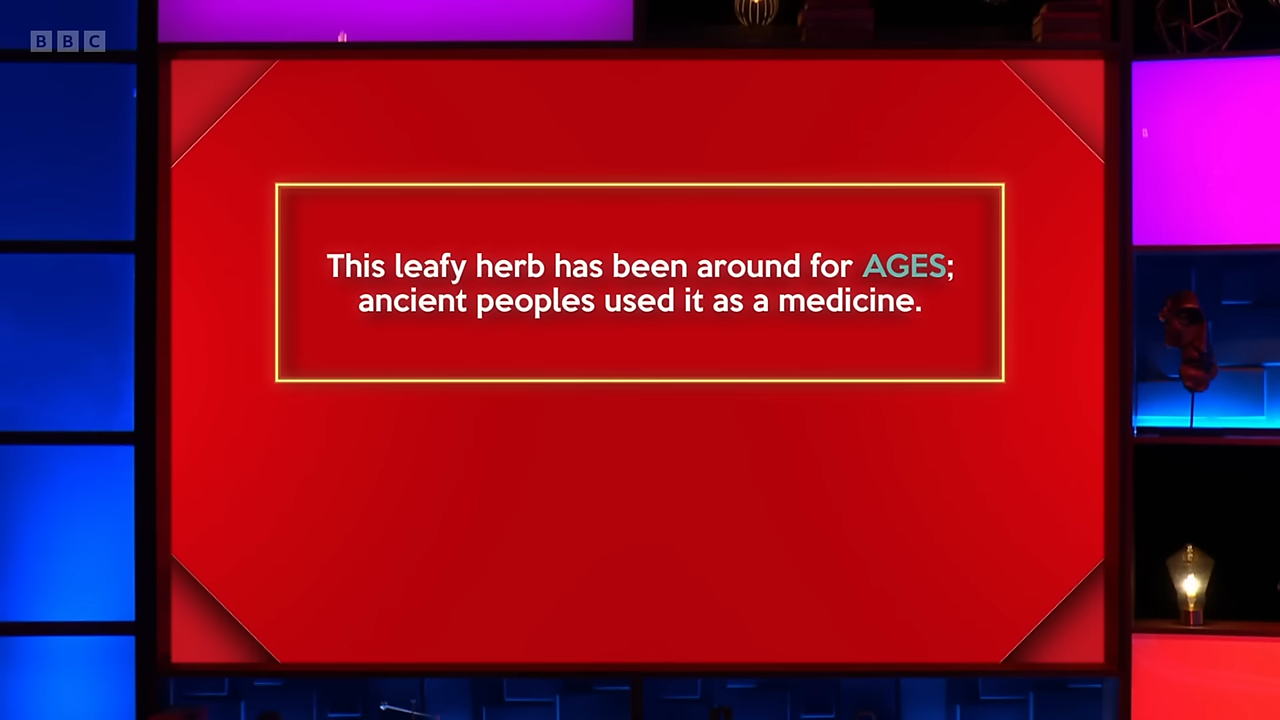 BBC
This leafy herb has been around for AGES;
ancient peoples used it as a medicine.